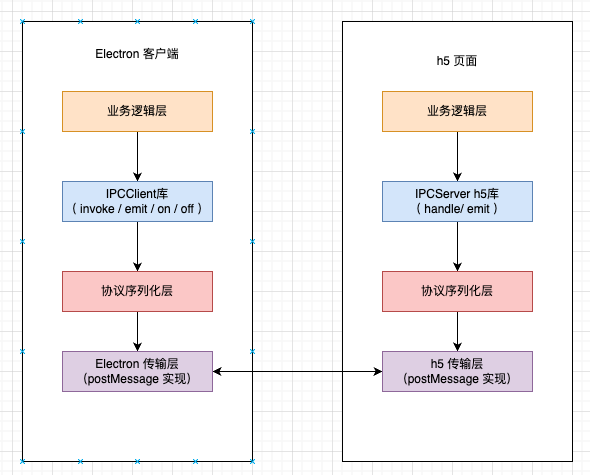 Electron 客户端
业务逻辑层
IPCClient库
（ invoke / emit / on / off ）
协议序列化层
Electron 传输层
（postMessage 实现）
h5 页面
业务逻辑层
IPCServer h5库
（ handle/ emit ）
协议序列化层
h5 传输层
（postMessage 实现）